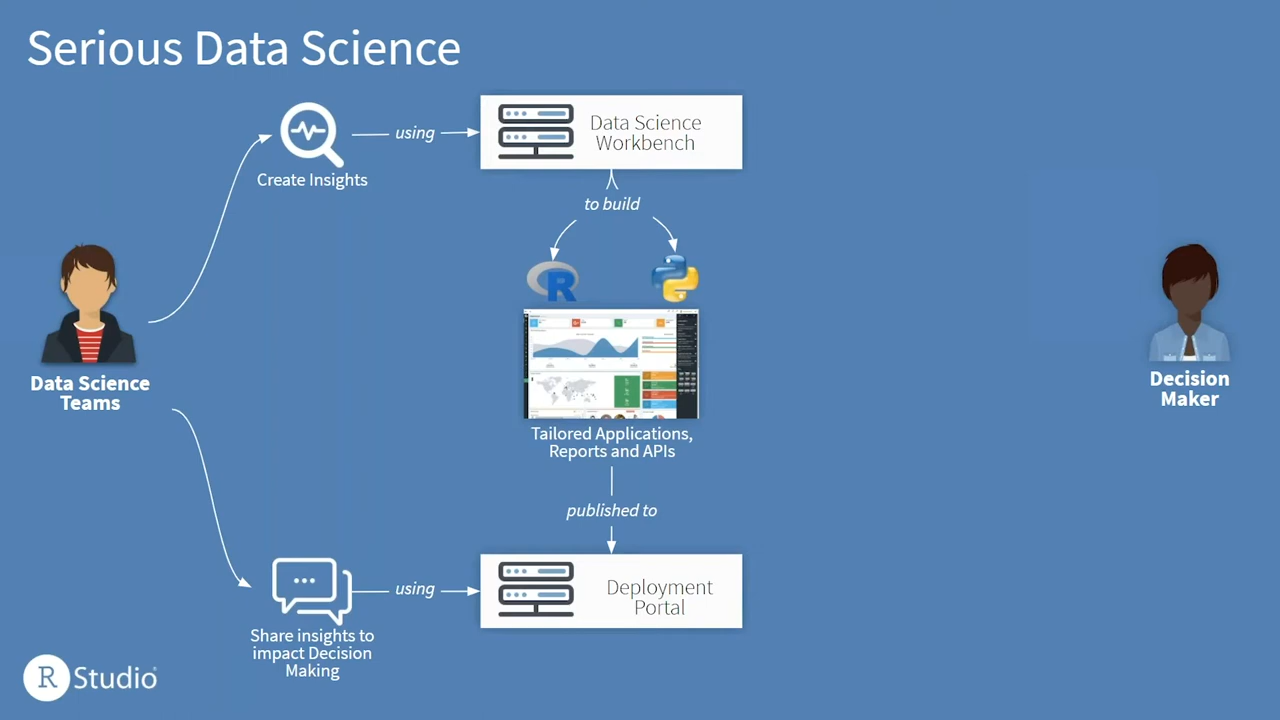 Serious Data Science
using
Data Science
Workbench
Create Insights
to build
R
Data Science
Teams
Decision
Maker
Tailored Applications,
Reports and APIs
published to
using
Deployment
Portal
Share insights to
impact Decision
Making
R Studio